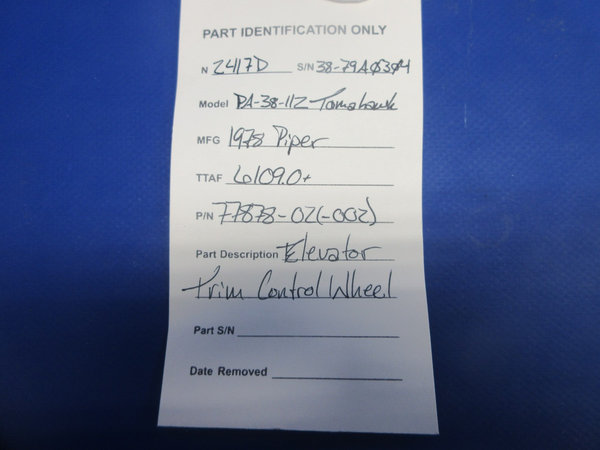 PART IDENTIFICATION ONLY
N 2417D S/N 38-79A0304
Model PA-38-112 Tomahawk
MFG 1978 Piper
TTAF 6109.0+
P/N 77878-02(-002)
Part Description Elevator
Trim Control Wheel
Part S/N
Date Removed